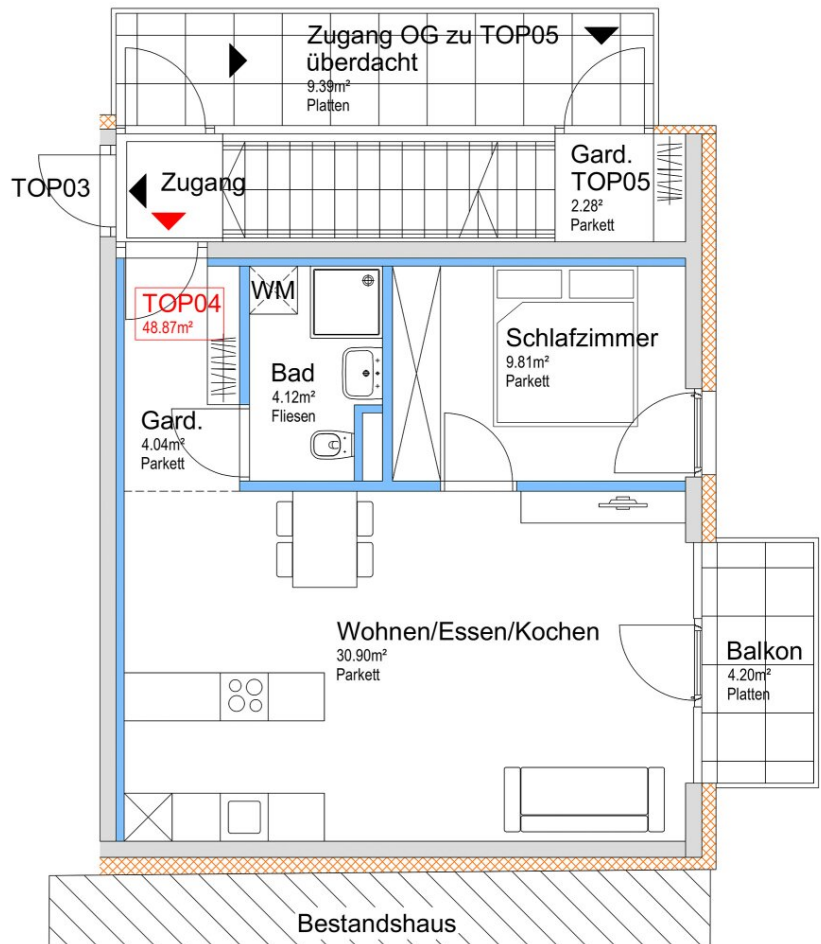 Zugang OG zu TOP05
überdacht
9.39m²
Platten
TOP03
Zugang
Gard.
TOP05
2.28²
Parkett
TOP04
48.87m²
WM
Bad
4.12m²
Fliesen
Schlafzimmer
9.81m²
Parkett
Gard.
4.04m²
Parkett
Wohnen/Essen/Kochen
30.90m²
Parkett
Balkon
4.20m²
Platten
Bestandshaus